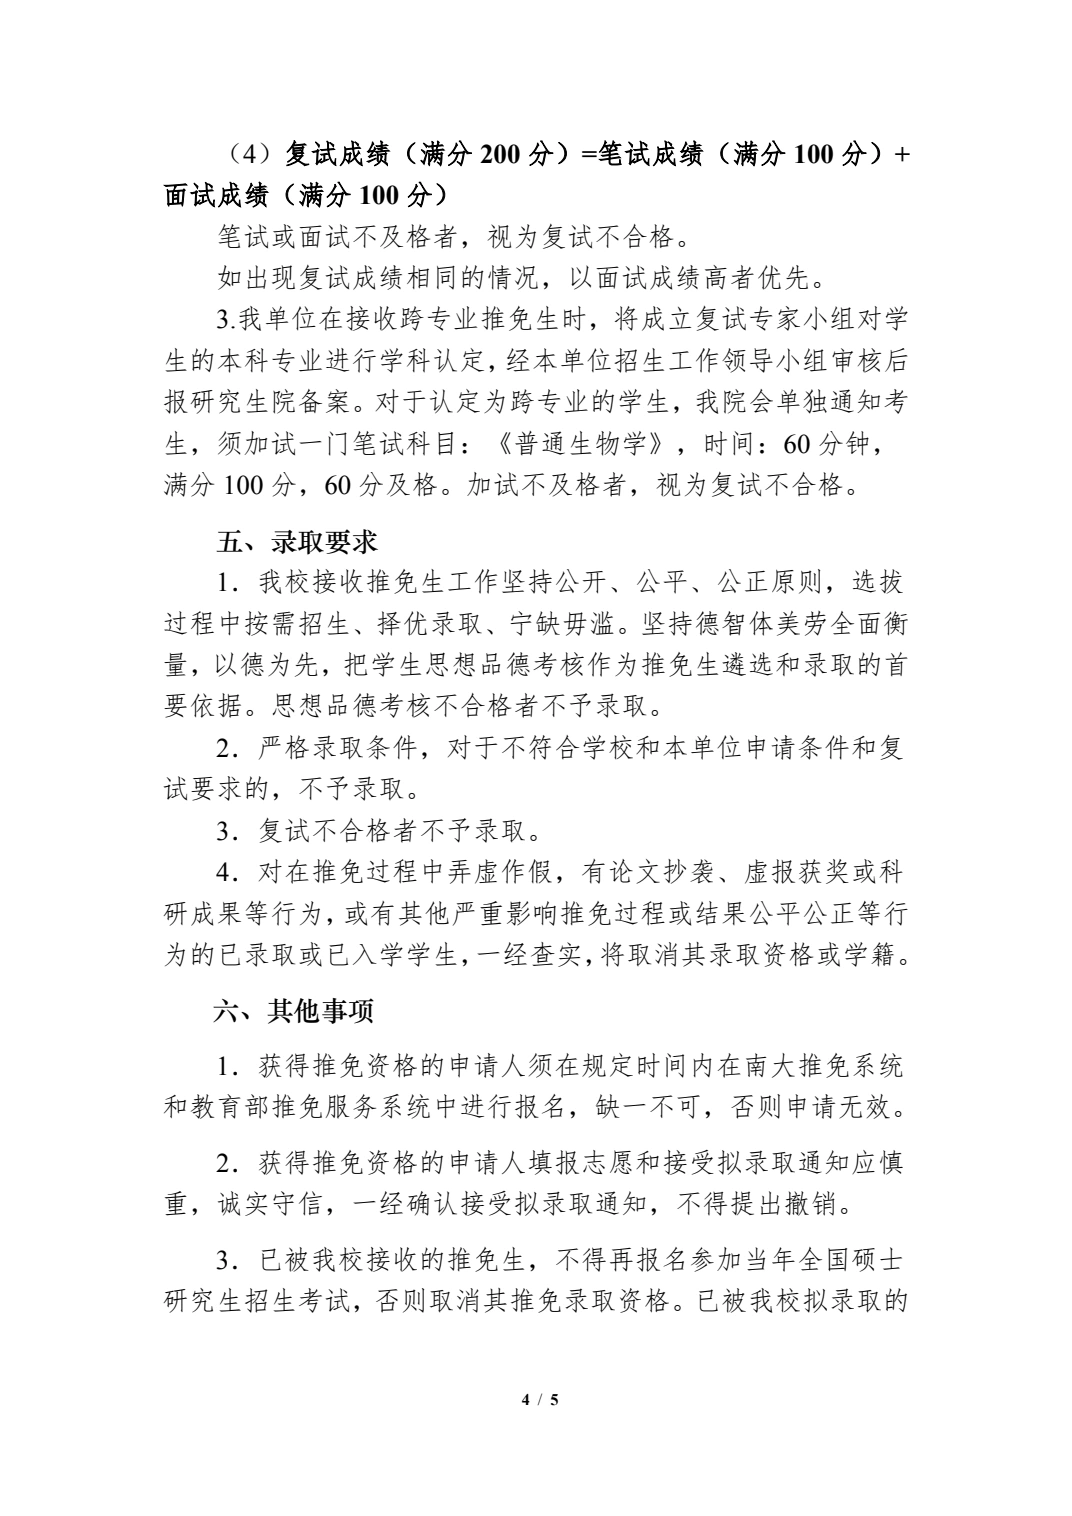 （4）复试成绩（满分 200 分）=笔试成绩（满分 100 分）+
面试成绩（满分 100 分）
笔试或面试不及格者，视为复试不合格。
如出现复试成绩相同的情况，以面试成绩高者优先。
3.我单位在接收跨专业推免生时，将成立复试专家小组对学
生的本科专业进行学科认定，经本单位招生工作领导小组审核后
报研究生院备案。对于认定为跨专业的学生，我院会单独通知考
生，须加试一门笔试科目：《普通生物学》，时间：60 分钟，
满分 100 分，60 分及格。加试不及格者，视为复试不合格。
五、录取要求
1．我校接收推免生工作坚持公开、公平、公正原则，选拔
过程中按需招生、择优录取、宁缺毋滥。坚持德智体美劳全面衡
量，以德为先，把学生思想品德考核作为推免生遴选和录取的首
要依据。思想品德考核不合格者不予录取。
2．严格录取条件，对于不符合学校和本单位申请条件和复
试要求的，不予录取。
3．复试不合格者不予录取。
4．对在推免过程中弄虚作假，有论文抄袭、虚报获奖或科
研成果等行为，或有其他严重影响推免过程或结果公平公正等行
为的已录取或已入学学生，一经查实，将取消其录取资格或学籍。
六、其他事项
1．获得推免资格的申请人须在规定时间内在南大推免系统
和教育部推免服务系统中进行报名，缺一不可，否则申请无效。
2．获得推免资格的申请人填报志愿和接受拟录取通知应慎
重，诚实守信，一经确认接受拟录取通知，不得提出撤销。
3．已被我校接收的推免生，不得再报名参加当年全国硕士
研究生招生考试，否则取消其推免录取资格。已被我校拟录取的
4 / 5